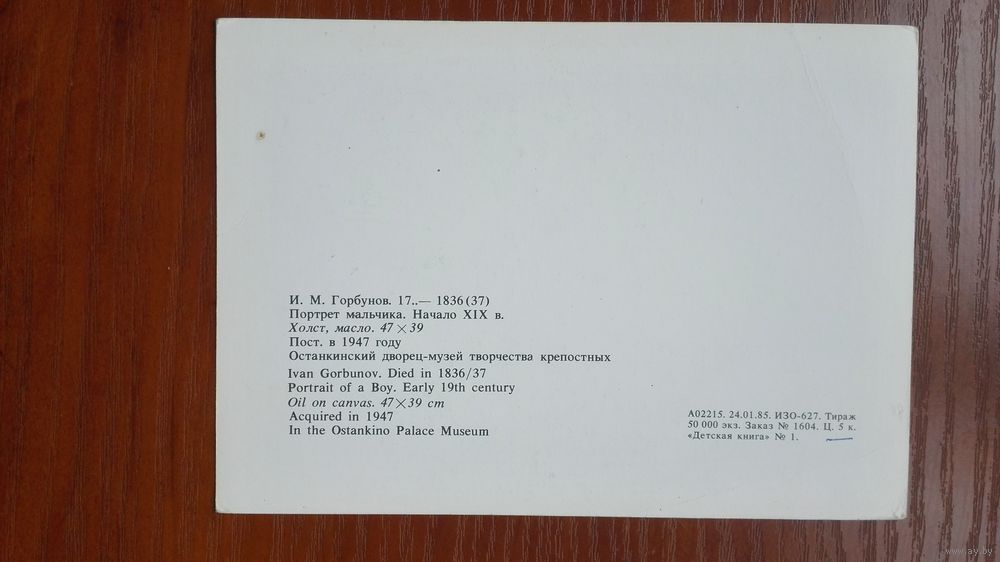 И. М. Горбунов. 17..— 1836(37)
Портрет мальчика. Начало XIX в.
Холст, масло. 47×39
Пост. в 1947 году
Останкинский дворец-музей творчества крепостных
Ivan Gorbunov. Died in 1836/37
Portrait of a Boy. Early 19th century
Oil on canvas. 47×39 cm
Acquired in 1947
In the Ostankino Palace Museum
А02215. 24.01.85. ИЗО-627. Тираж
50 000 экз. Заказ № 1604. Ц. 5 к.
«Детская книга» № 1.
www.ay.by